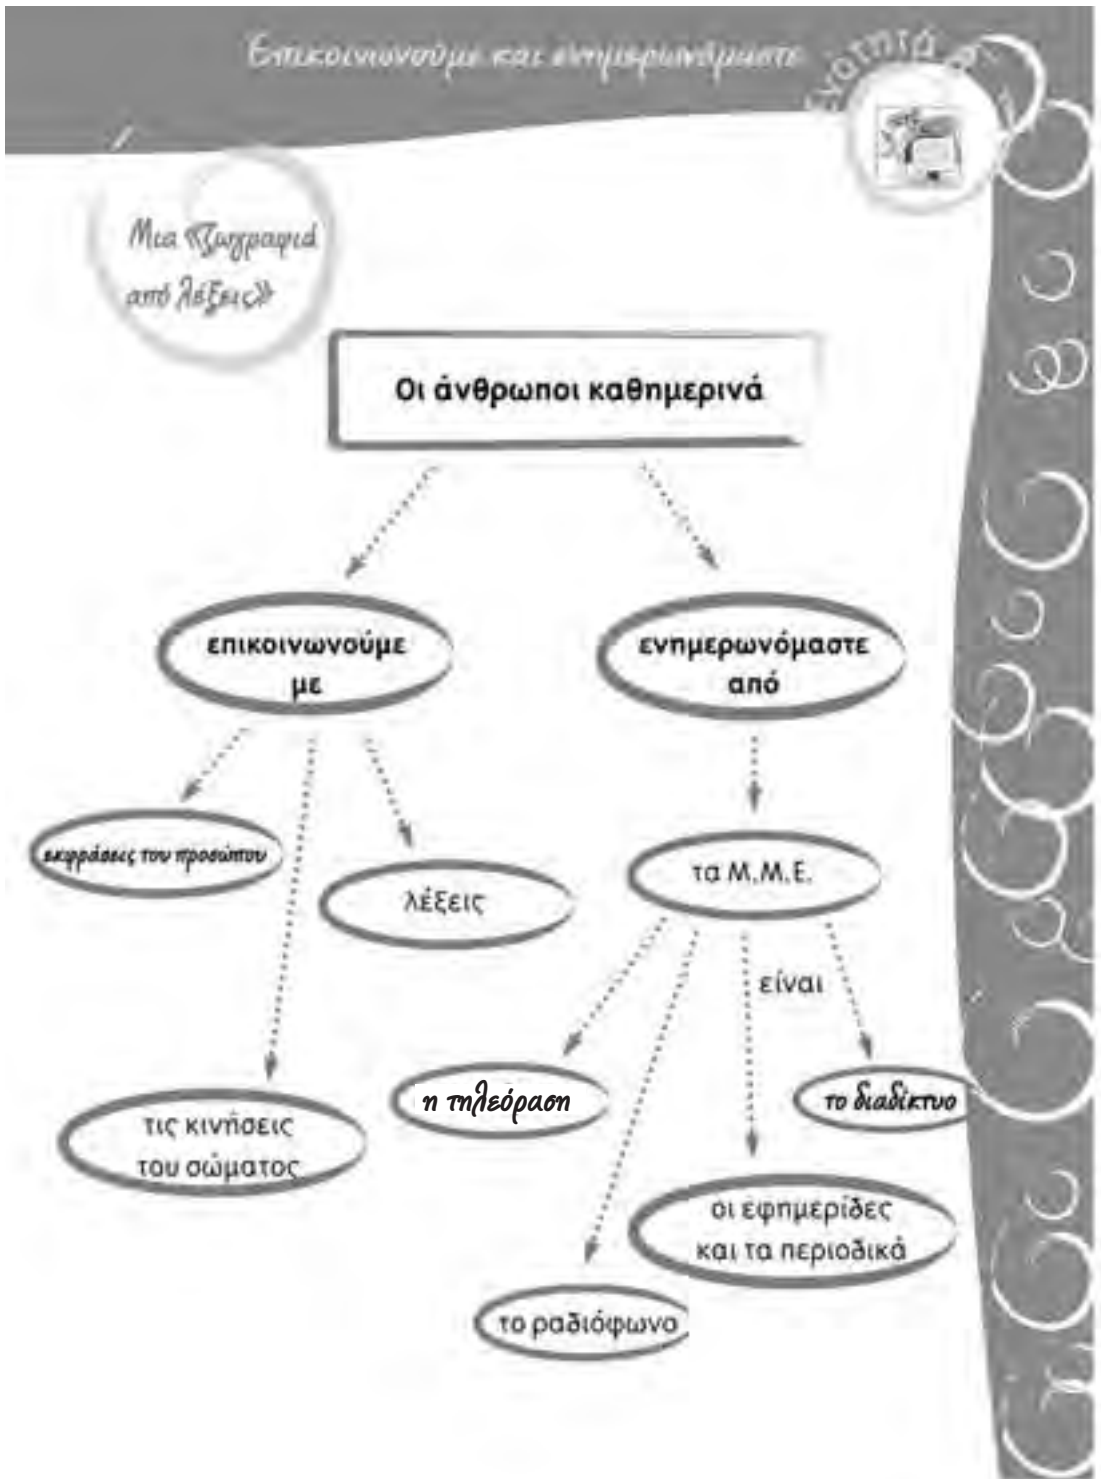 Επικοινωνούμε και ενημερωνόμαστε
Ενότητα
Μια «ζωγραφιά
από λέξεις»
Οι άνθρωποι καθημερινά
επικοινωνούμε
με
ενημερωνόμαστε
από
εκφράσεις του προσώπου
λέξεις
τα Μ.Μ.Ε.
είναι
τις κινήσεις
του σώματος
η τηλεόραση
το διαδίκτυο
οι εφημερίδες
και τα περιοδικά
το ραδιόφωνο